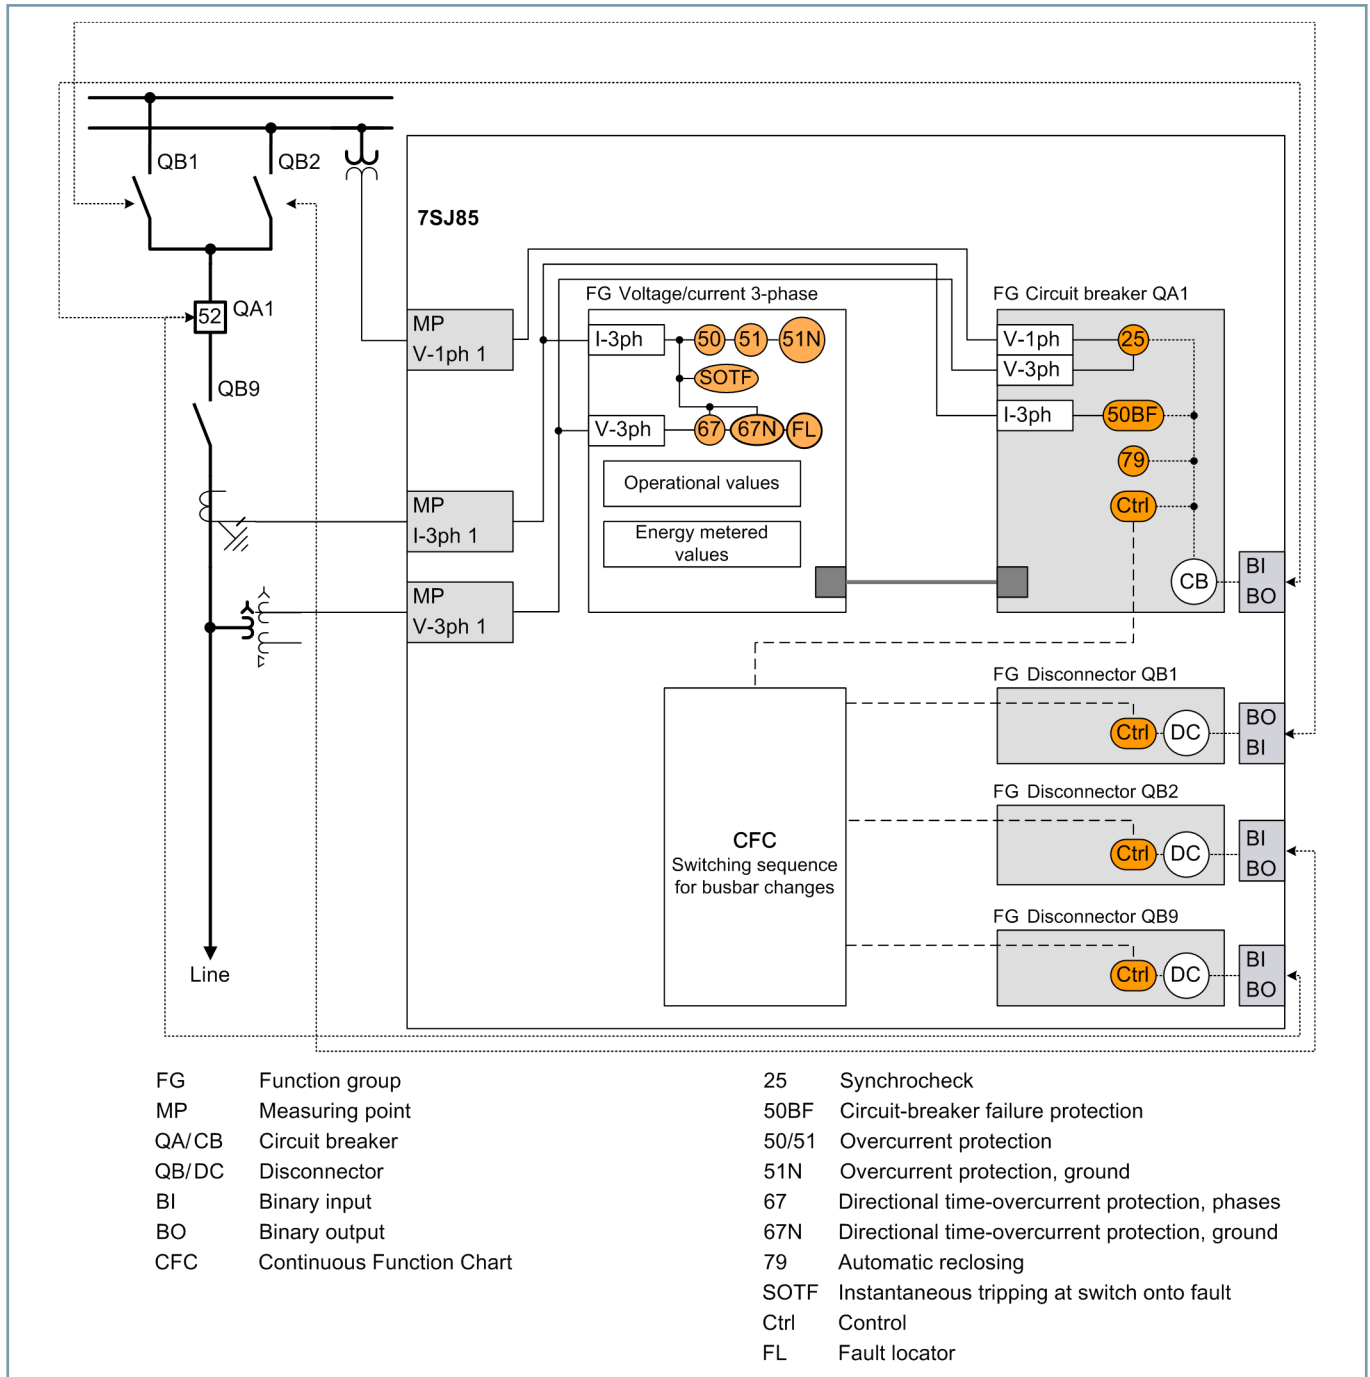 QB1
QB2
7SJ85
52
QA1
QB9
Line
MP
V-1ph 1
MP
I-3ph 1
MP
V-3ph 1
FG Voltage/current 3-phase
I-3ph
50
51
51N
SOTF
V-3ph
67
67N
FL
Operational values
Energy metered
values
FG Circuit breaker QA1
V-1ph
25
V-3ph
I-3ph
50BF
79
Ctrl
CB
BI
BO
CFC
Switching sequence
for busbar changes
FG Disconnector QB1
Ctrl
DC
BO
BI
FG Disconnector QB2
Ctrl
DC
BI
BO
FG Disconnector QB9
Ctrl
DC
BI
BO
FG Function group
MP Measuring point
QA/CB Circuit breaker
QB/DC Disconnector
BI Binary input
BO Binary output
CFC Continuous Function Chart
25 Synchrocheck
50BF Circuit-breaker failure protection
50/51 Overcurrent protection
51N Overcurrent protection, ground
67 Directional time-overcurrent protection, phases
67N Directional time-overcurrent protection, ground
79 Automatic reclosing
SOTF Instantaneous tripping at switch onto fault
Ctrl Control
FL Fault locator